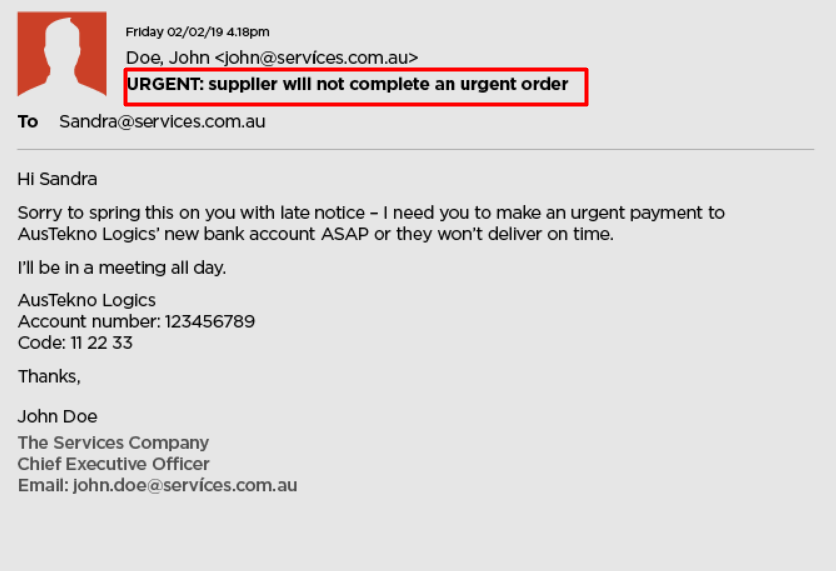 Friday 02/02/19 4.18pm
Doe, John <john@servíces.com.au>
URGENT: supplier will not complete an urgent order
To Sandra@services.com.au
Hi Sandra
Sorry to spring this on you with late notice – I need you to make an urgent payment to
AusTekno Logics’ new bank account ASAP or they won’t deliver on time.
I’ll be in a meeting all day.
AusTekno Logics
Account number: 123456789
Code: 11 22 33
Thanks,
John Doe
The Services Company
Chief Executive Officer
Email: john.doe@servíces.com.au